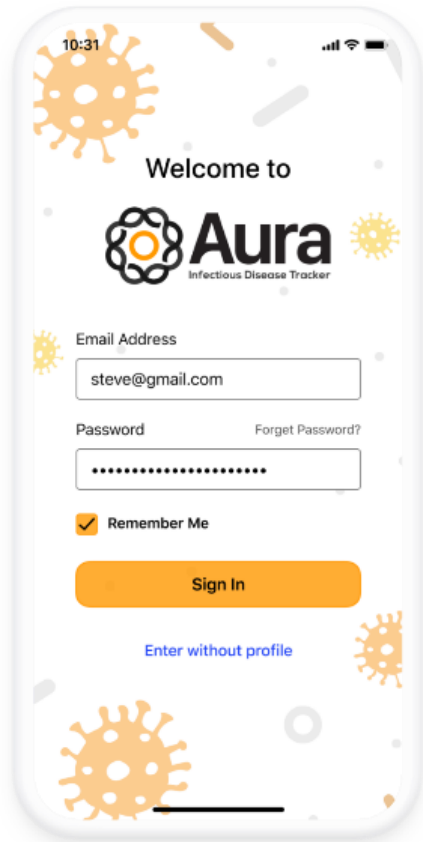 10:31
Welcome to
Aura
Infectious Disease Tracker
Email Address
steve@gmail.com
Password
Forget Password?
••••••••••••••••••••••
Remember Me
Sign In
Enter without profile